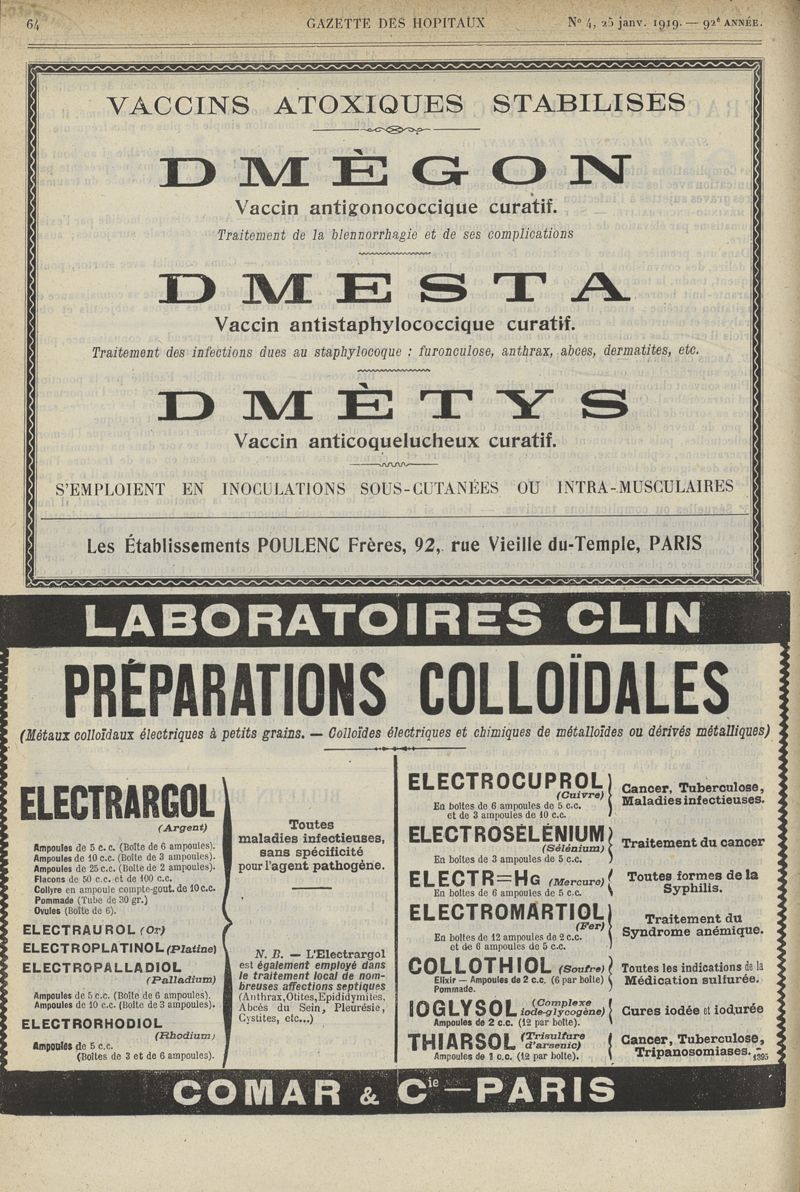 64
GAZETTE DES HOPITAUX
N° 4, 25 janv. 1919. — 92e ANNÉE.
VACCINS ATOXIQUES STABILISES
DMÈGON
Vaccin antigonococcique curatif.
Traitement de la blennorrhagie et de ses complications
DMESTA
Vaccin antistaphylococcique curatif.
Traitement des infections dues au staphylocoque : furonculose, anthrax, abces, dermatites, etc.
DMÈTYS
Vaccin anticoquelucheux curatif.
S'EMPLOIENT EN INOCULATIONS SOUS-CUTANÉES OU INTRA-MUSCULAIRES
Les Établissements POULENC Frères, 92, rue Vieille du-Temple, PARIS
LABORATOIRES CLIN
PRÉPARATIONS COLLOÏDALES
(Métaux colloïdaux électriques à petits grains. — Colloïdes électriques et chimiques de métalloïdes ou dérivés métalliques)
ELECTRARGOL
(Argent)
Ampoules de 5 c. c. (Boîte de 6 ampoules).
Ampoules de 10 c.c. (Boîte de 3 ampoules).
Ampoules de 25 c.c. (Boîte de 2 ampoules).
Flacons de 50 c.c. et de 100 c.c.
Collyre en ampoule compte-gout. de 10 c.c.
Pommade (Tube de 30 gr.)
Ovules (Boîte de 6).
ELECTRAUROL (Or)
ELECTROPLATINOL (Platine)
ELECTROPALLADIOL
(Palladium)
Ampoules de 5 c.c. (Boîte de 6 ampoules).
Ampoules de 10 c.c. (Boîte de 3 ampoules).
ELECTRORHODIOL
(Rhodium)
Ampoules de 5 c.c.
(Boîtes de 3 et de 6 ampoules).
Toutes
maladies infectieuses,
sans spécificité
pour l'agent pathogène.
N. B. — L'Electrargol
est également employé dans
le traitement local de nom-
breuses affections septiques
(Anthrax, Otites, Epididymites,
Abcès du Sein, Pleurésie,
Cystites, etc...)
ELECTROCUPROL
(Cuivre)
En boîtes de 6 ampoules de 5 c.c.
et de 3 ampoules de 10 c.c.
Cancer, Tuberculose,
Maladies infectieuses.
ELECTROSÉLÉNIUM
(Sélénium)
En boîtes de 3 ampoules de 5 c.c.
Traitement du cancer
ELECTR=HG (Mercure)
En boîtes de 6 ampoules de 5 c.c.
Toutes formes de la
Syphilis.
ELECTROMARTIOL
(Fer)
En boîtes de 12 ampoules de 2 c.c.
et de 6 ampoules de 5 c.c.
Traitement du
Syndrome anémique.
COLLOTHIOL (Soufre)
Elixir — Ampoules de 2 c.c. (6 par boîte)
Pommade.
Toutes les indications de la
Médication sulfurée.
IOGLYSOL (Complexe
iode-glycogène)
Ampoules de 2 c.c. (12 par boîte).
Cures iodée et iodurée
THIARSOL (Trisulfure
d'arsenic)
Ampoules de 1 c.c. (12 par boîte).
Cancer, Tuberculose,
Tripanosomiases.
1395
COMAR & Cie — PARIS